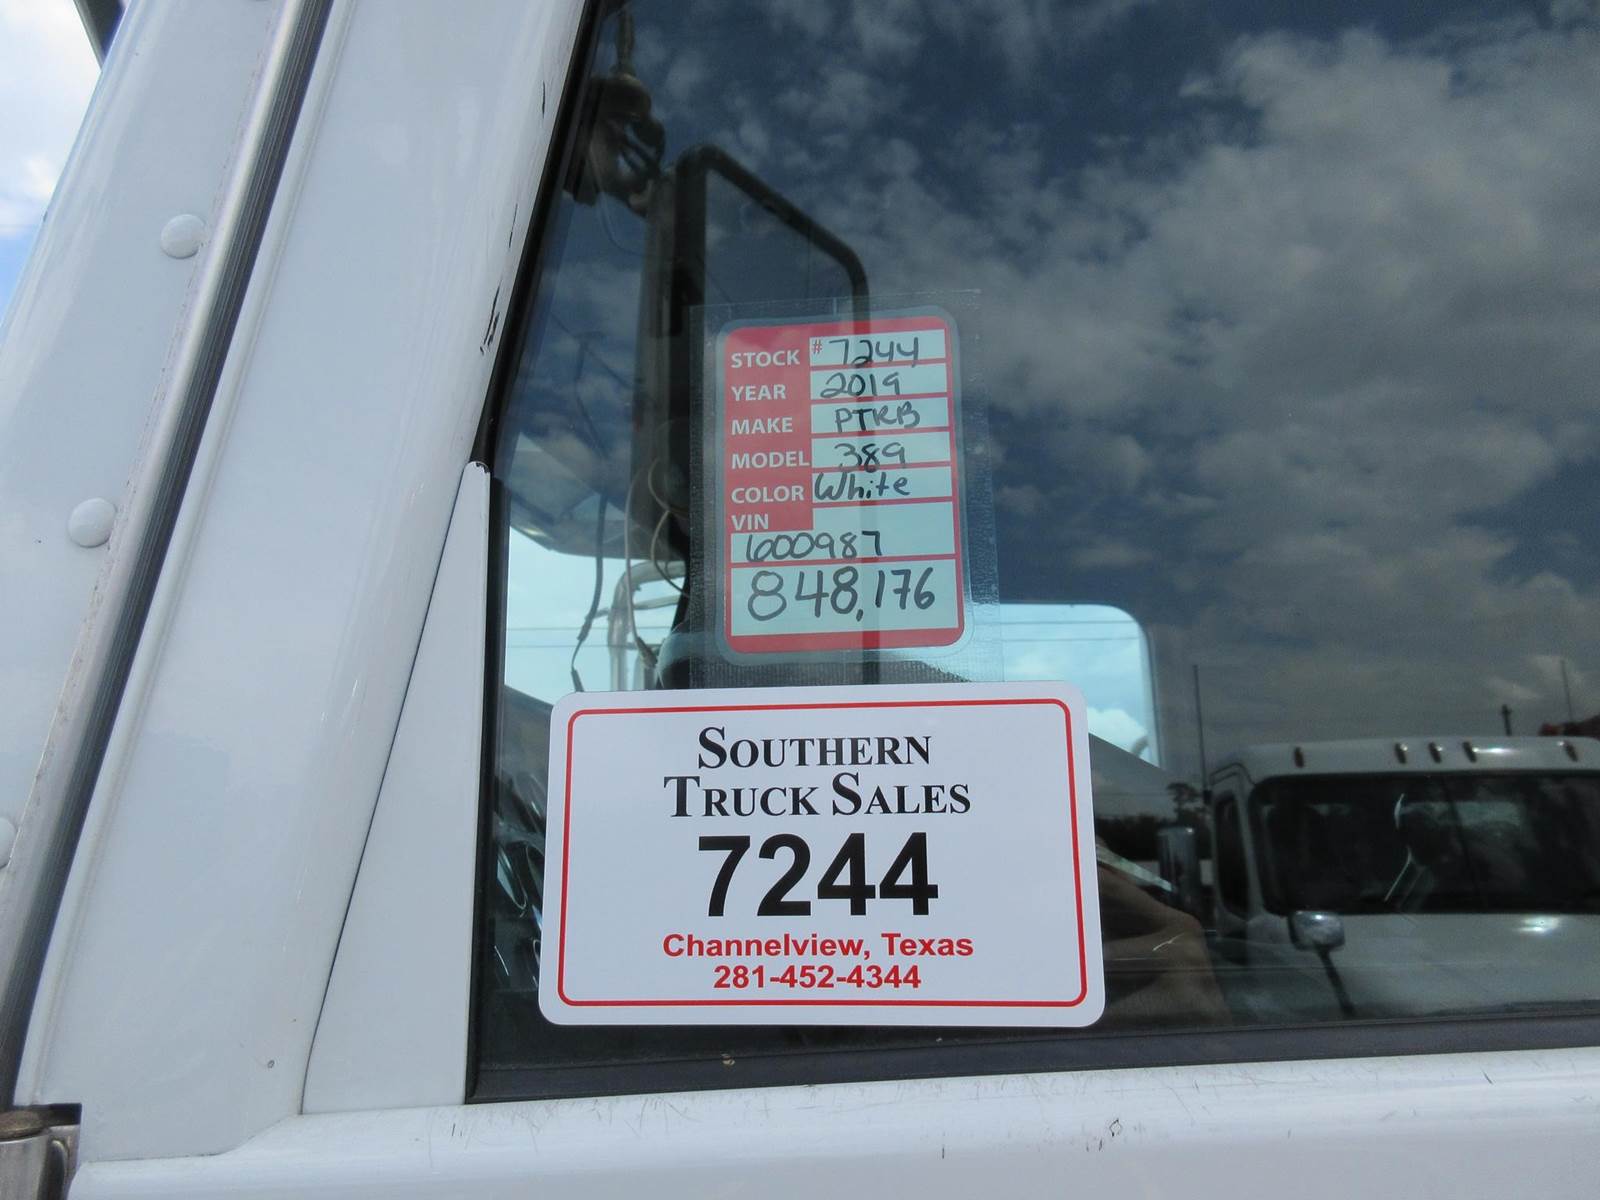 STOCK # 7244
YEAR 2019
MAKE PTRB
MODEL 389
COLOR White
VIN
600987
848,176
SOUTHERN
TRUCK SALES
7244
Channelview, Texas
281-452-4344